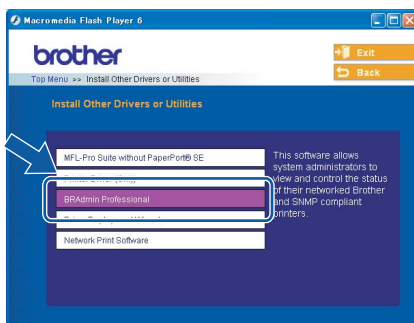 Macromedia Flash Player 6
brother
Exit
Top Menu >> Install Other Drivers or Utilities
Back
Install Other Drivers or Utilities
MFL-Pro Suite without PaperPort® SE
BRAdmin Professional
Network Print Software
This software allows
system administrators to
view and control the status
of their networked Brother
and SNMP compliant
printers.